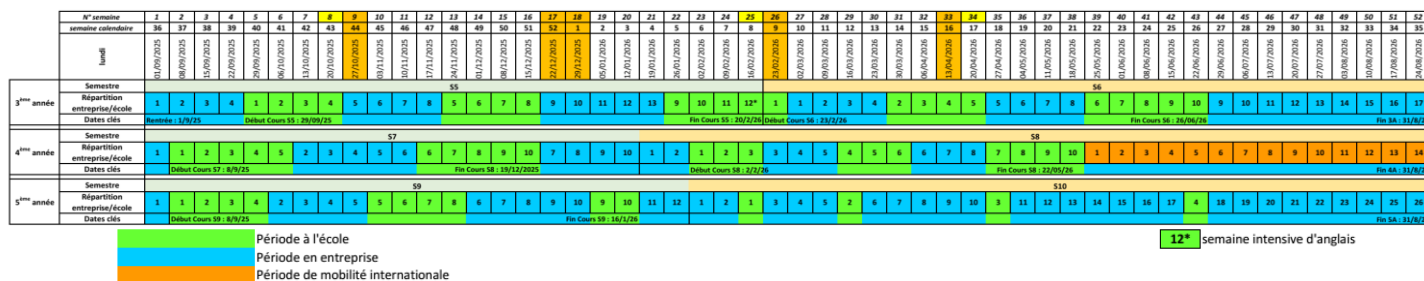 N° semaine 1 2 3 4 5 6 7 8 9 10 11 12 13 14 15 16 17 18 19 20 21 22 23 24 25 26 27 28 29 30 31 32 33 34 35 36 37 38 39 40 41 42 43 44 45 46 47 48 49 50 51 52
semaine calendaire 36 37 38 39 40 41 42 43 44 45 46 47 48 49 50 51 52 1 2 3 4 5 6 7 8 9 10 11 12 13 14 15 16 17 18 19 20 21 22 23 24 25 26 27 28 29 30 31 32 33 34 35
lundi 01/09/2025 08/09/2025 15/09/2025 22/09/2025 29/09/2025 06/10/2025 13/10/2025 20/10/2025 27/10/2025 03/11/2025 10/11/2025 17/11/2025 24/11/2025 01/12/2025 08/12/2025 15/12/2025 22/12/2025 29/12/2025 05/01/2026 12/01/2026 19/01/2026 26/01/2026 02/02/2026 09/02/2026 16/02/2026 23/02/2026 02/03/2026 09/03/2026 16/03/2026 23/03/2026 30/03/2026 06/04/2026 13/04/2026 20/04/2026 27/04/2026 04/05/2026 11/05/2026 18/05/2026 25/05/2026 01/06/2026 08/06/2026 15/06/2026 22/06/2026 29/06/2026 06/07/2026 13/07/2026 20/07/2026 27/07/2026 03/08/2026 10/08/2026 17/08/2026 24/08/2026
3ème année
Semestre S5 S6
Répartition entreprise/école 1 2 3 4 1 2 3 4 5 6 7 8 5 6 7 8 9 10 11 12 13 9 10 11 12* 1 1 2 3 4 2 3 4 5 5 6 7 8 6 7 8 9 10 9 10 11 12 13 14 15 16 17
Dates clés Rentrée : 1/9/25 Début Cours S5 : 29/09/25 Fin Cours S5 : 20/2/26 Début Cours S6 : 23/2/26 Fin Cours S6 : 26/06/26 Fin 3A : 31/8/2
4ème année
Semestre S7 S8
Répartition entreprise/école 1 1 2 3 4 5 2 3 4 5 6 6 7 8 9 10 7 8 9 10 1 2 1 2 3 3 4 5 4 5 6 6 7 8 7 8 9 10 1 2 3 4 5 6 7 8 9 10 11 12 13 14
Dates clés Début Cours S7 : 8/9/25 Fin Cours S8 : 19/12/2025 Début Cours S8 : 2/2/26 Fin Cours S8 : 22/05/26 Fin 4A : 31/8/2
5ème année
Semestre S9 S10
Répartition entreprise/école 1 1 2 3 4 2 3 4 5 5 6 7 8 6 7 8 9 10 9 10 11 12 1 2 1 3 4 5 2 6 7 8 9 10 3 11 12 13 14 15 16 17 4 18 19 20 21 22 23 24 25 26
Dates clés Début Cours S9 : 8/9/25 Fin Cours S9 : 16/1/26 Fin 5A : 31/8/2
Période à l'école
12* semaine intensive d'anglais
Période en entreprise
Période de mobilité internationale